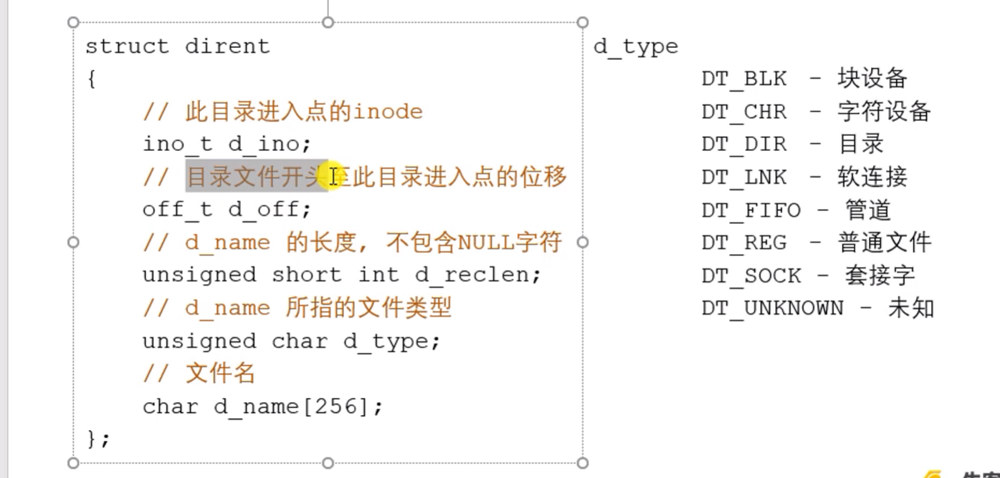 struct dirent
{
// 此目录进入点的inode
ino_t d_ino;
// 目录文件开头至此目录进入点的位移
off_t d_off;
// d_name 的长度, 不包含NULL字符
unsigned short int d_reclen;
// d_name 所指的文件类型
unsigned char d_type;
// 文件名
char d_name[256];
};
d_type
DT_BLK - 块设备
DT_CHR - 字符设备
DT_DIR - 目录
DT_LNK - 软连接
DT_FIFO - 管道
DT_REG - 普通文件
DT_SOCK - 套接字
DT_UNKNOWN - 未知